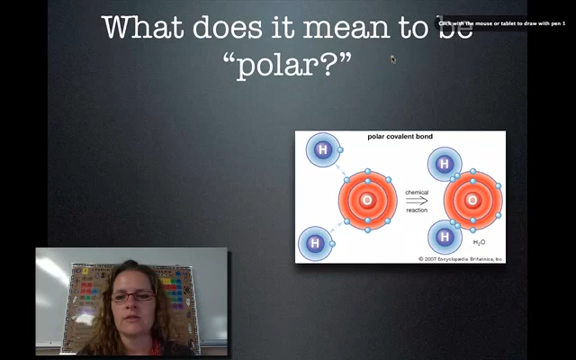 What does it mean to be
Click with the mouse or tablet to draw with pen 1
"polar?"
polar covalent bond
H
H
O
chemical
reaction
O
H
H
H₂O
© 2007 Encyclopædia Britannica, Inc.